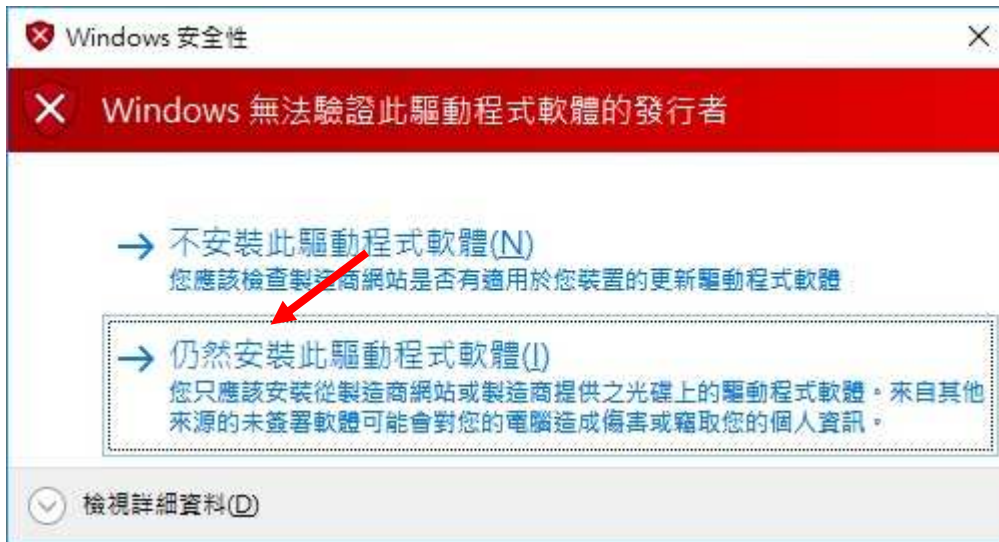 Windows 安全性
Windows 無法驗證此驅動程式軟體的發行者
不安裝此驅動程式軟體(N)
您應該檢查製造商網站是否有適用於您裝置的更新驅動程式軟體
仍然安裝此驅動程式軟體(I)
您只應該安裝從製造商網站或製造商提供之光碟上的驅動程式軟體。來自其他
來源的未簽署軟體可能會對您的電腦造成傷害或竊取您的個人資訊。
檢視詳細資料(D)